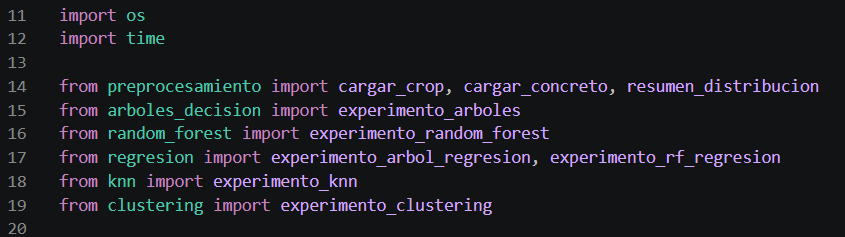 11 import os
12 import time
13
14 from preprocesamiento import cargar_crop, cargar_concreto, resumen_distribucion
15 from arboles_decision import experimento_arboles
16 from random_forest import experimento_random_forest
17 from regresion import experimento_arbol_regresion, experimento_rf_regresion
18 from knn import experimento_knn
19 from clustering import experimento_clustering
20